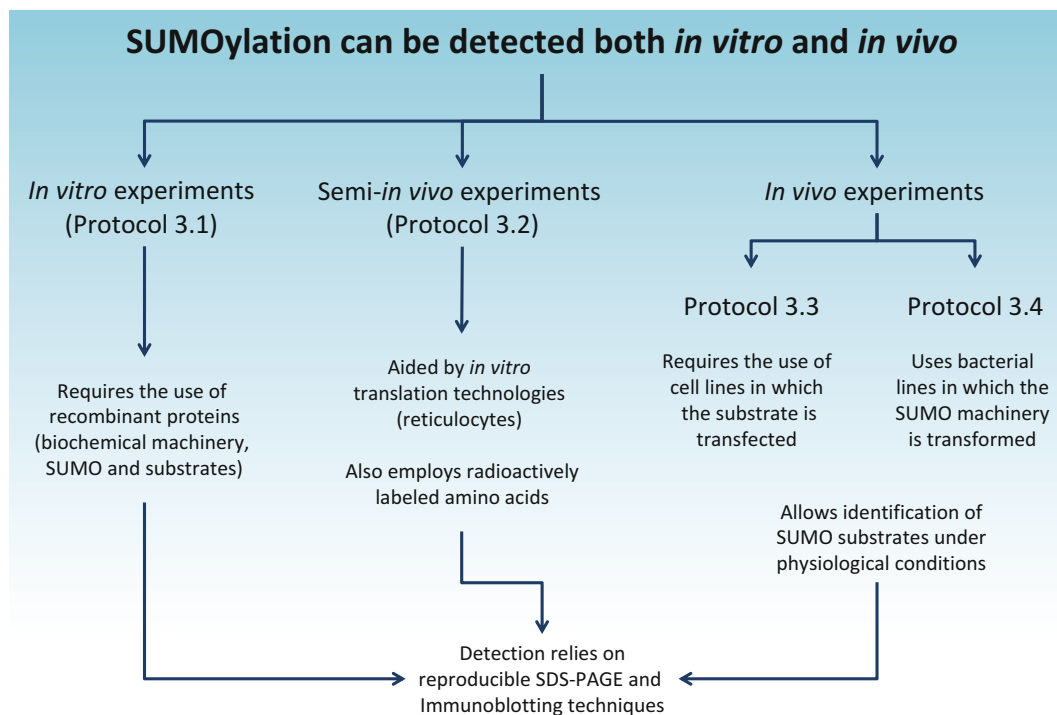 SUMOylation can be detected both in vitro and in vivo
In vitro experiments
(Protocol 3.1)
Requires the use of
recombinant proteins
(biochemical machinery,
SUMO and substrates)
Semi-in vivo experiments
(Protocol 3.2)
Aided by in vitro
translation technologies
(reticulocytes)
Also employs radioactively
labeled amino acids
In vivo experiments
Protocol 3.3
Requires the use of
cell lines in which
the substrate is
transfected
Protocol 3.4
Uses bacterial
lines in which the
SUMO machinery
is transformed
Allows identification of
SUMO substrates under
physiological conditions
Detection relies on
reproducible SDS-PAGE and
Immunoblotting techniques